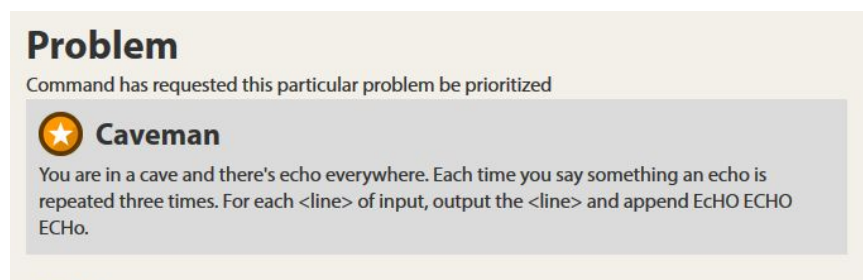 Problem
Command has requested this particular problem be prioritized
Caveman
You are in a cave and there's echo everywhere. Each time you say something an echo is
repeated three times. For each <line> of input, output the <line> and append EcHO ECHO
ECHo.